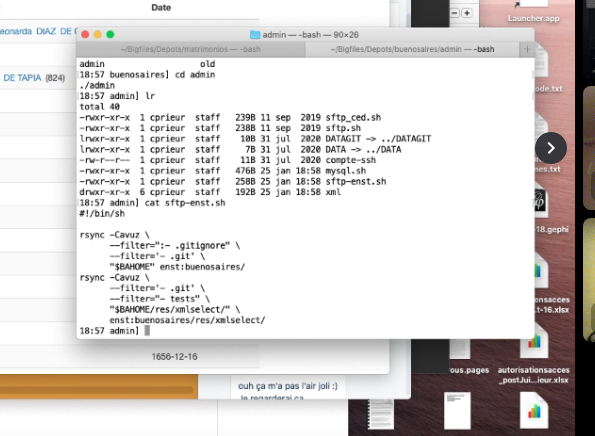 Date
Leonarda DIAZ DE
DE TAPIA (824)
1656-12-16
admin — -bash — 90×26
~/Bigfiles/Depots/matrimonios — -bash
~/Bigfiles/Depots/buenosaires/admin — -bash
admin old
[18:57 buenosaires] cd admin
./admin
[18:57 admin] lr
total 40
-rwxr-xr-x 1 cprieur staff 239B 11 sep 2019 sftp_ced.sh
-rwxr-xr-x 1 cprieur staff 298B 11 sep 2019 sftp.sh
lrwxr-xr-x 1 cprieur staff 10B 31 jul 2020 DATAGIT -> ../DATAGIT
lrwxr-xr-x 1 cprieur staff 7B 31 jul 2020 DATA -> ../DATA
-rw-r--r-- 1 cprieur staff 11B 31 jul 2020 compte-ssh
-rwxr-xr-x 1 cprieur staff 476B 25 jan 18:58 mysql.sh
-rwxr-xr-x 1 cprieur staff 258B 25 jan 18:58 sftp-enst.sh
drwxr-xr-x 6 cprieur staff 192B 25 jan 18:58 xml
[18:57 admin] cat sftp-enst.sh
#!/bin/sh
rsync -Cavuz \
--filter=":- .gitignore" \
--filter='- .git' \
"$BAHOME" enst:buenosaires/
rsync -Cavuz \
--filter='- .git' \
--filter="- tests" \
"$BAHOME/res/xmlselect/" \
enst:buenosaires/res/xmlselect/
18:57 admin]
ouh ça m'a pas l'air joli :)
Je regarderai ça
Launcher.app
ode.txt
mes.txt
-18.gephi
isaccess
t-16.xlsx
ous.pages
autorisationsacces
_postJui...ieur.xlsx